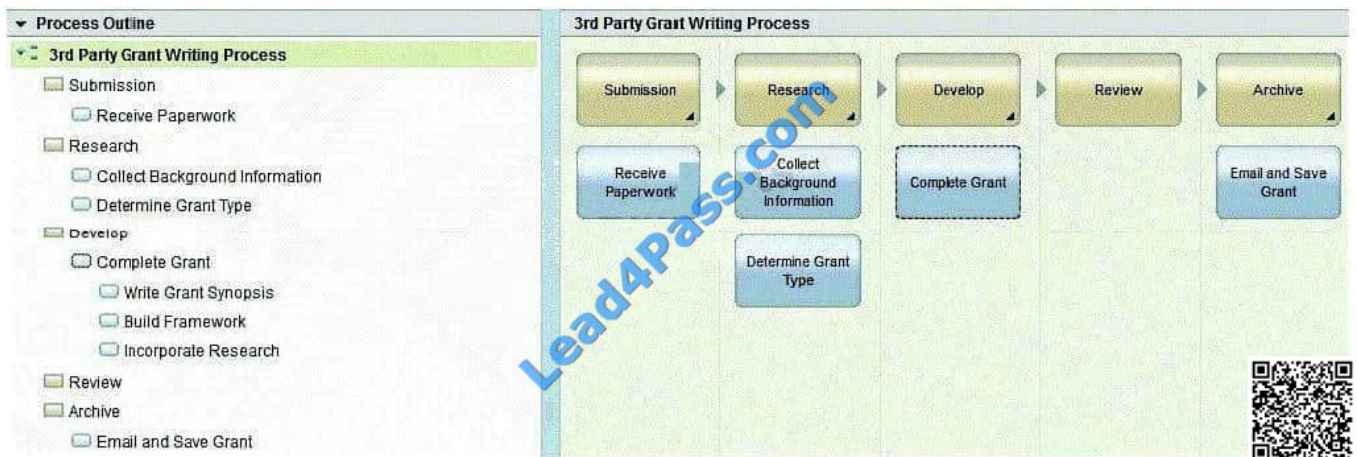 Process Outline
3rd Party Grant Writing Process
Submission
Receive Paperwork
Research
Collect Background Information
Determine Grant Type
Develop
Complete Grant
Write Grant Synopsis
Build Framework
Incorporate Research
Review
Archive
Email and Save Grant
3rd Party Grant Writing Process
Submission
Research
Develop
Review
Archive
Receive
Paperwork
Collect
Background
Information
Complete Grant
Email and Save
Grant
Determine Grant
Type
Lead4Pass.com